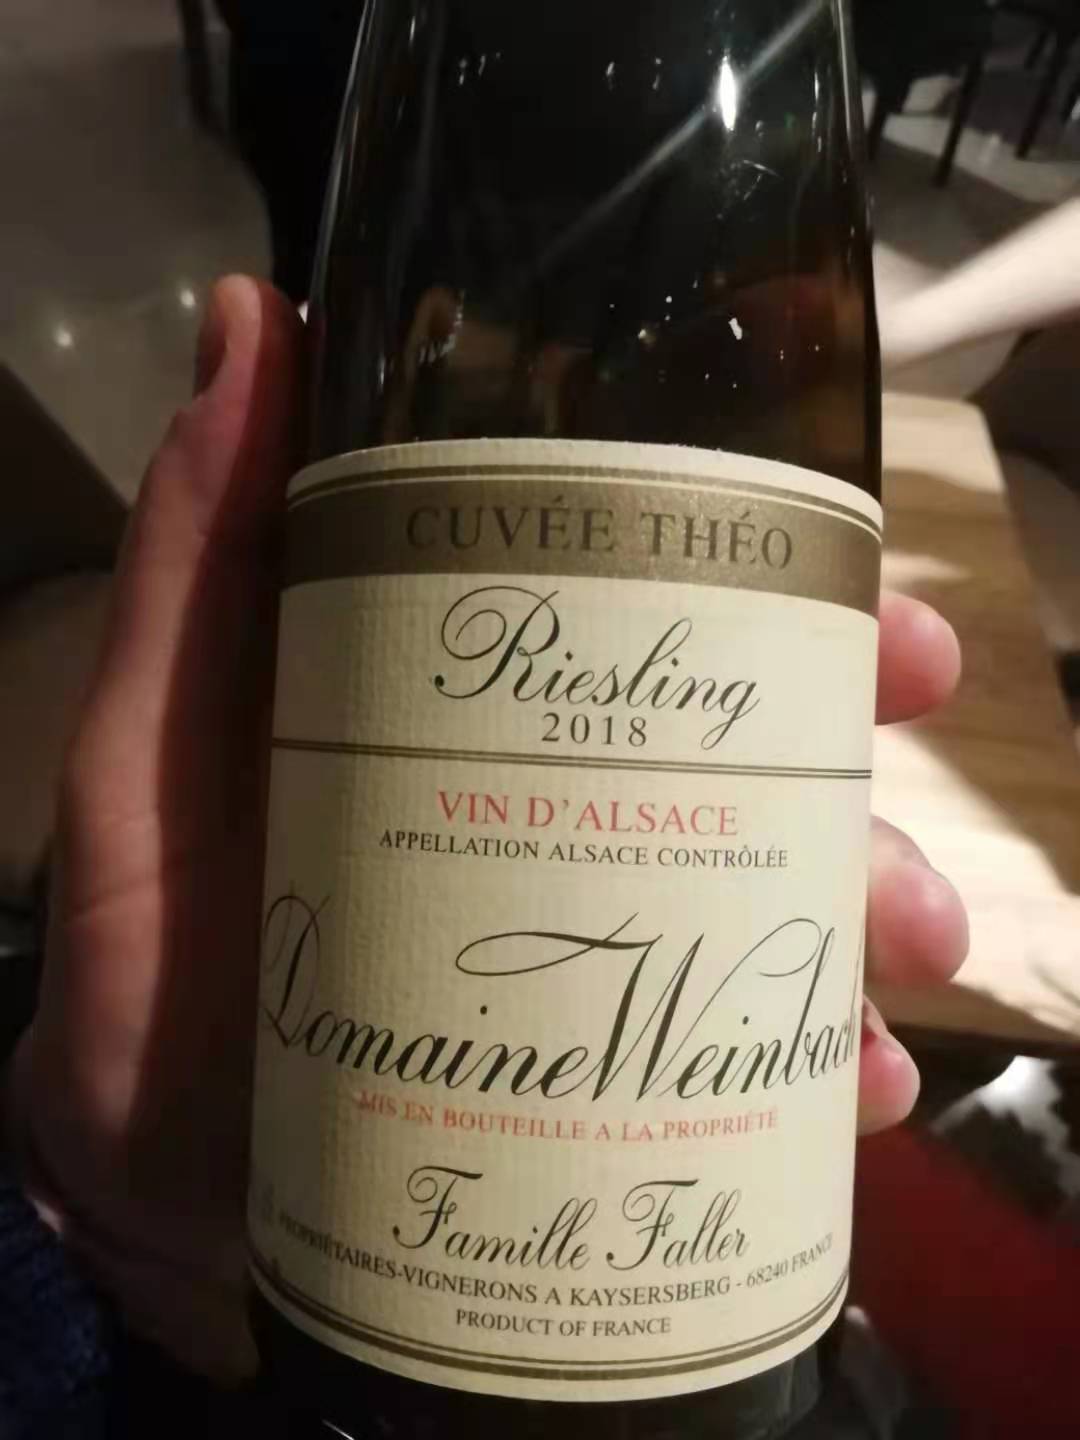 CUVÉE THÉO
Riesling
2018
VIN D'ALSACE
APPELLATION ALSACE CONTRÔLÉE
Domaine Weinbach
MIS EN BOUTEILLE A LA PROPRIÉTÉ
Famille Faller
PROPRIÉTAIRES-VIGNERONS A KAYSERSBERG - 68240 FRANCE
PRODUCT OF FRANCE